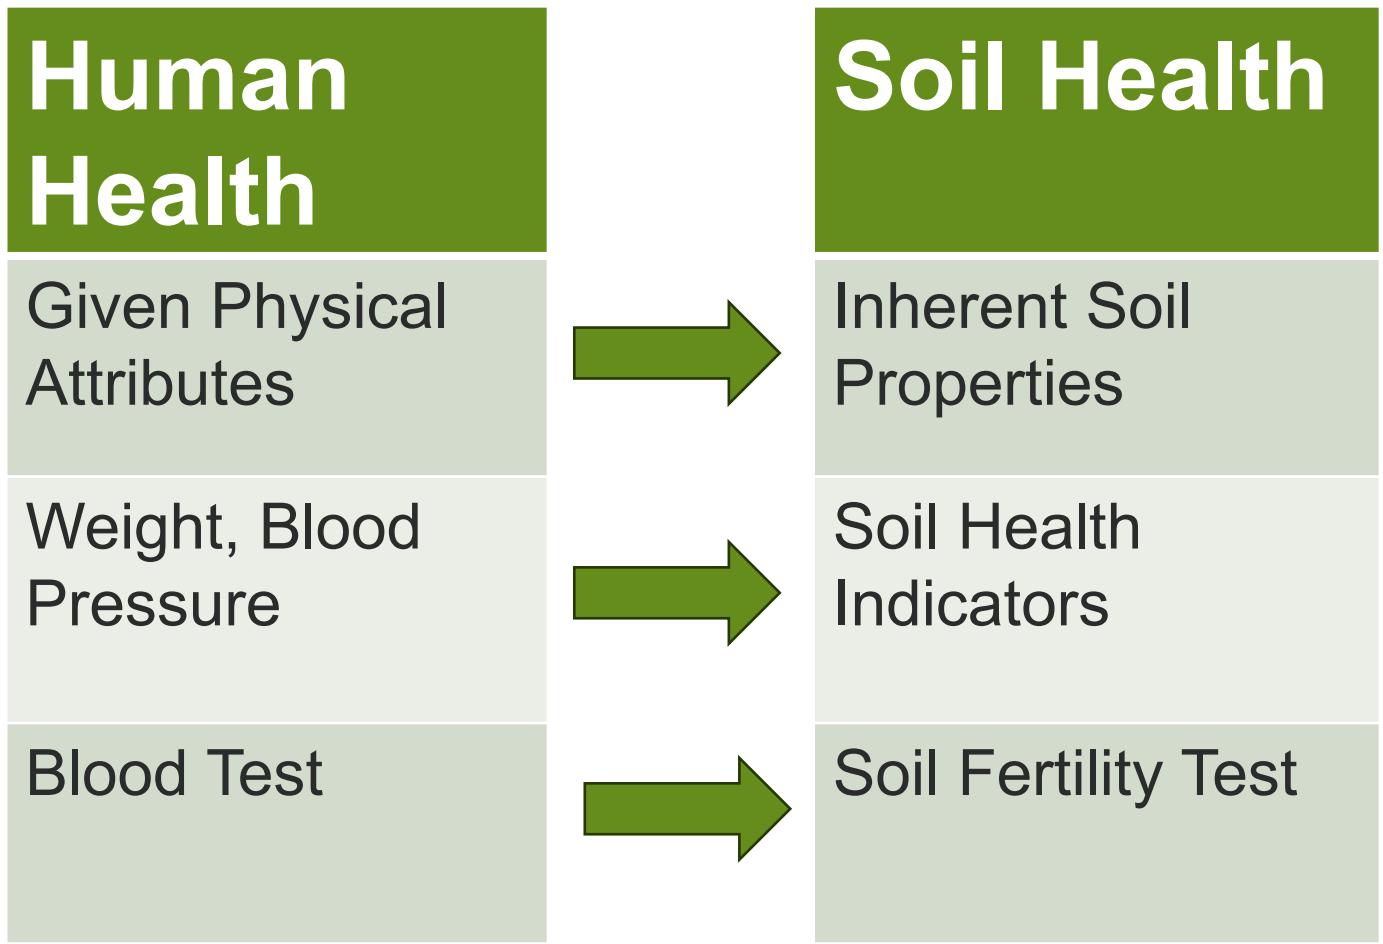 Human
Health
Soil Health
Given Physical
Attributes
Inherent Soil
Properties
Weight, Blood
Pressure
Soil Health
Indicators
Blood Test
Soil Fertility Test